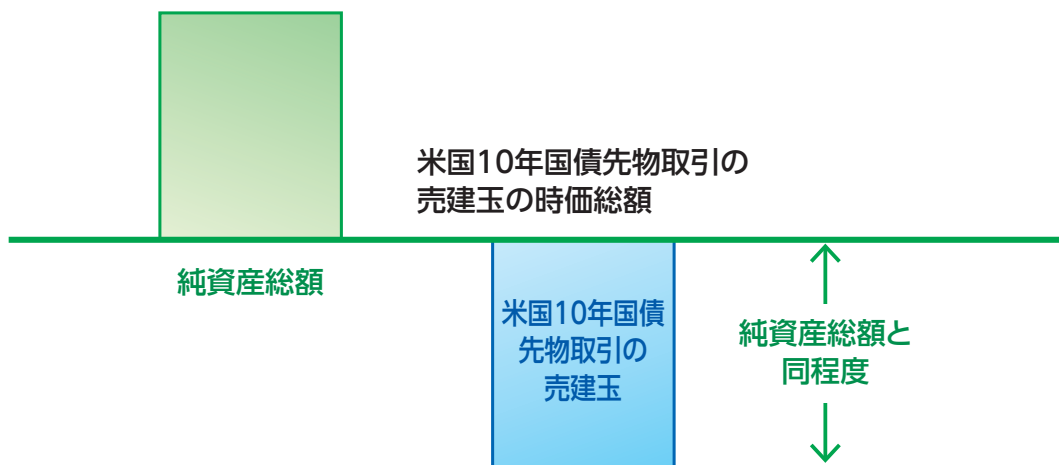 米国10年国債先物取引の
売建玉の時価総額
純資産総額
米国10年国債
先物取引の
売建玉
純資産総額と
同程度